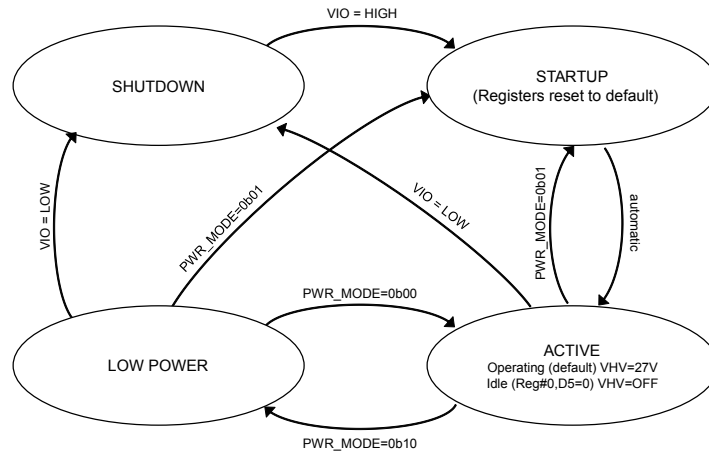 VIO = HIGH
SHUTDOWN
STARTUP
(Registers reset to default)
VIO = LOW
PWR_MODE=0b01
VIO = LOW
PWR_MODE=0b01
automatic
PWR_MODE=0b00
LOW POWER
ACTIVE
Operating (default) VHV=27V
Idle (Reg#0,D5=0) VHV=OFF
PWR_MODE=0b10